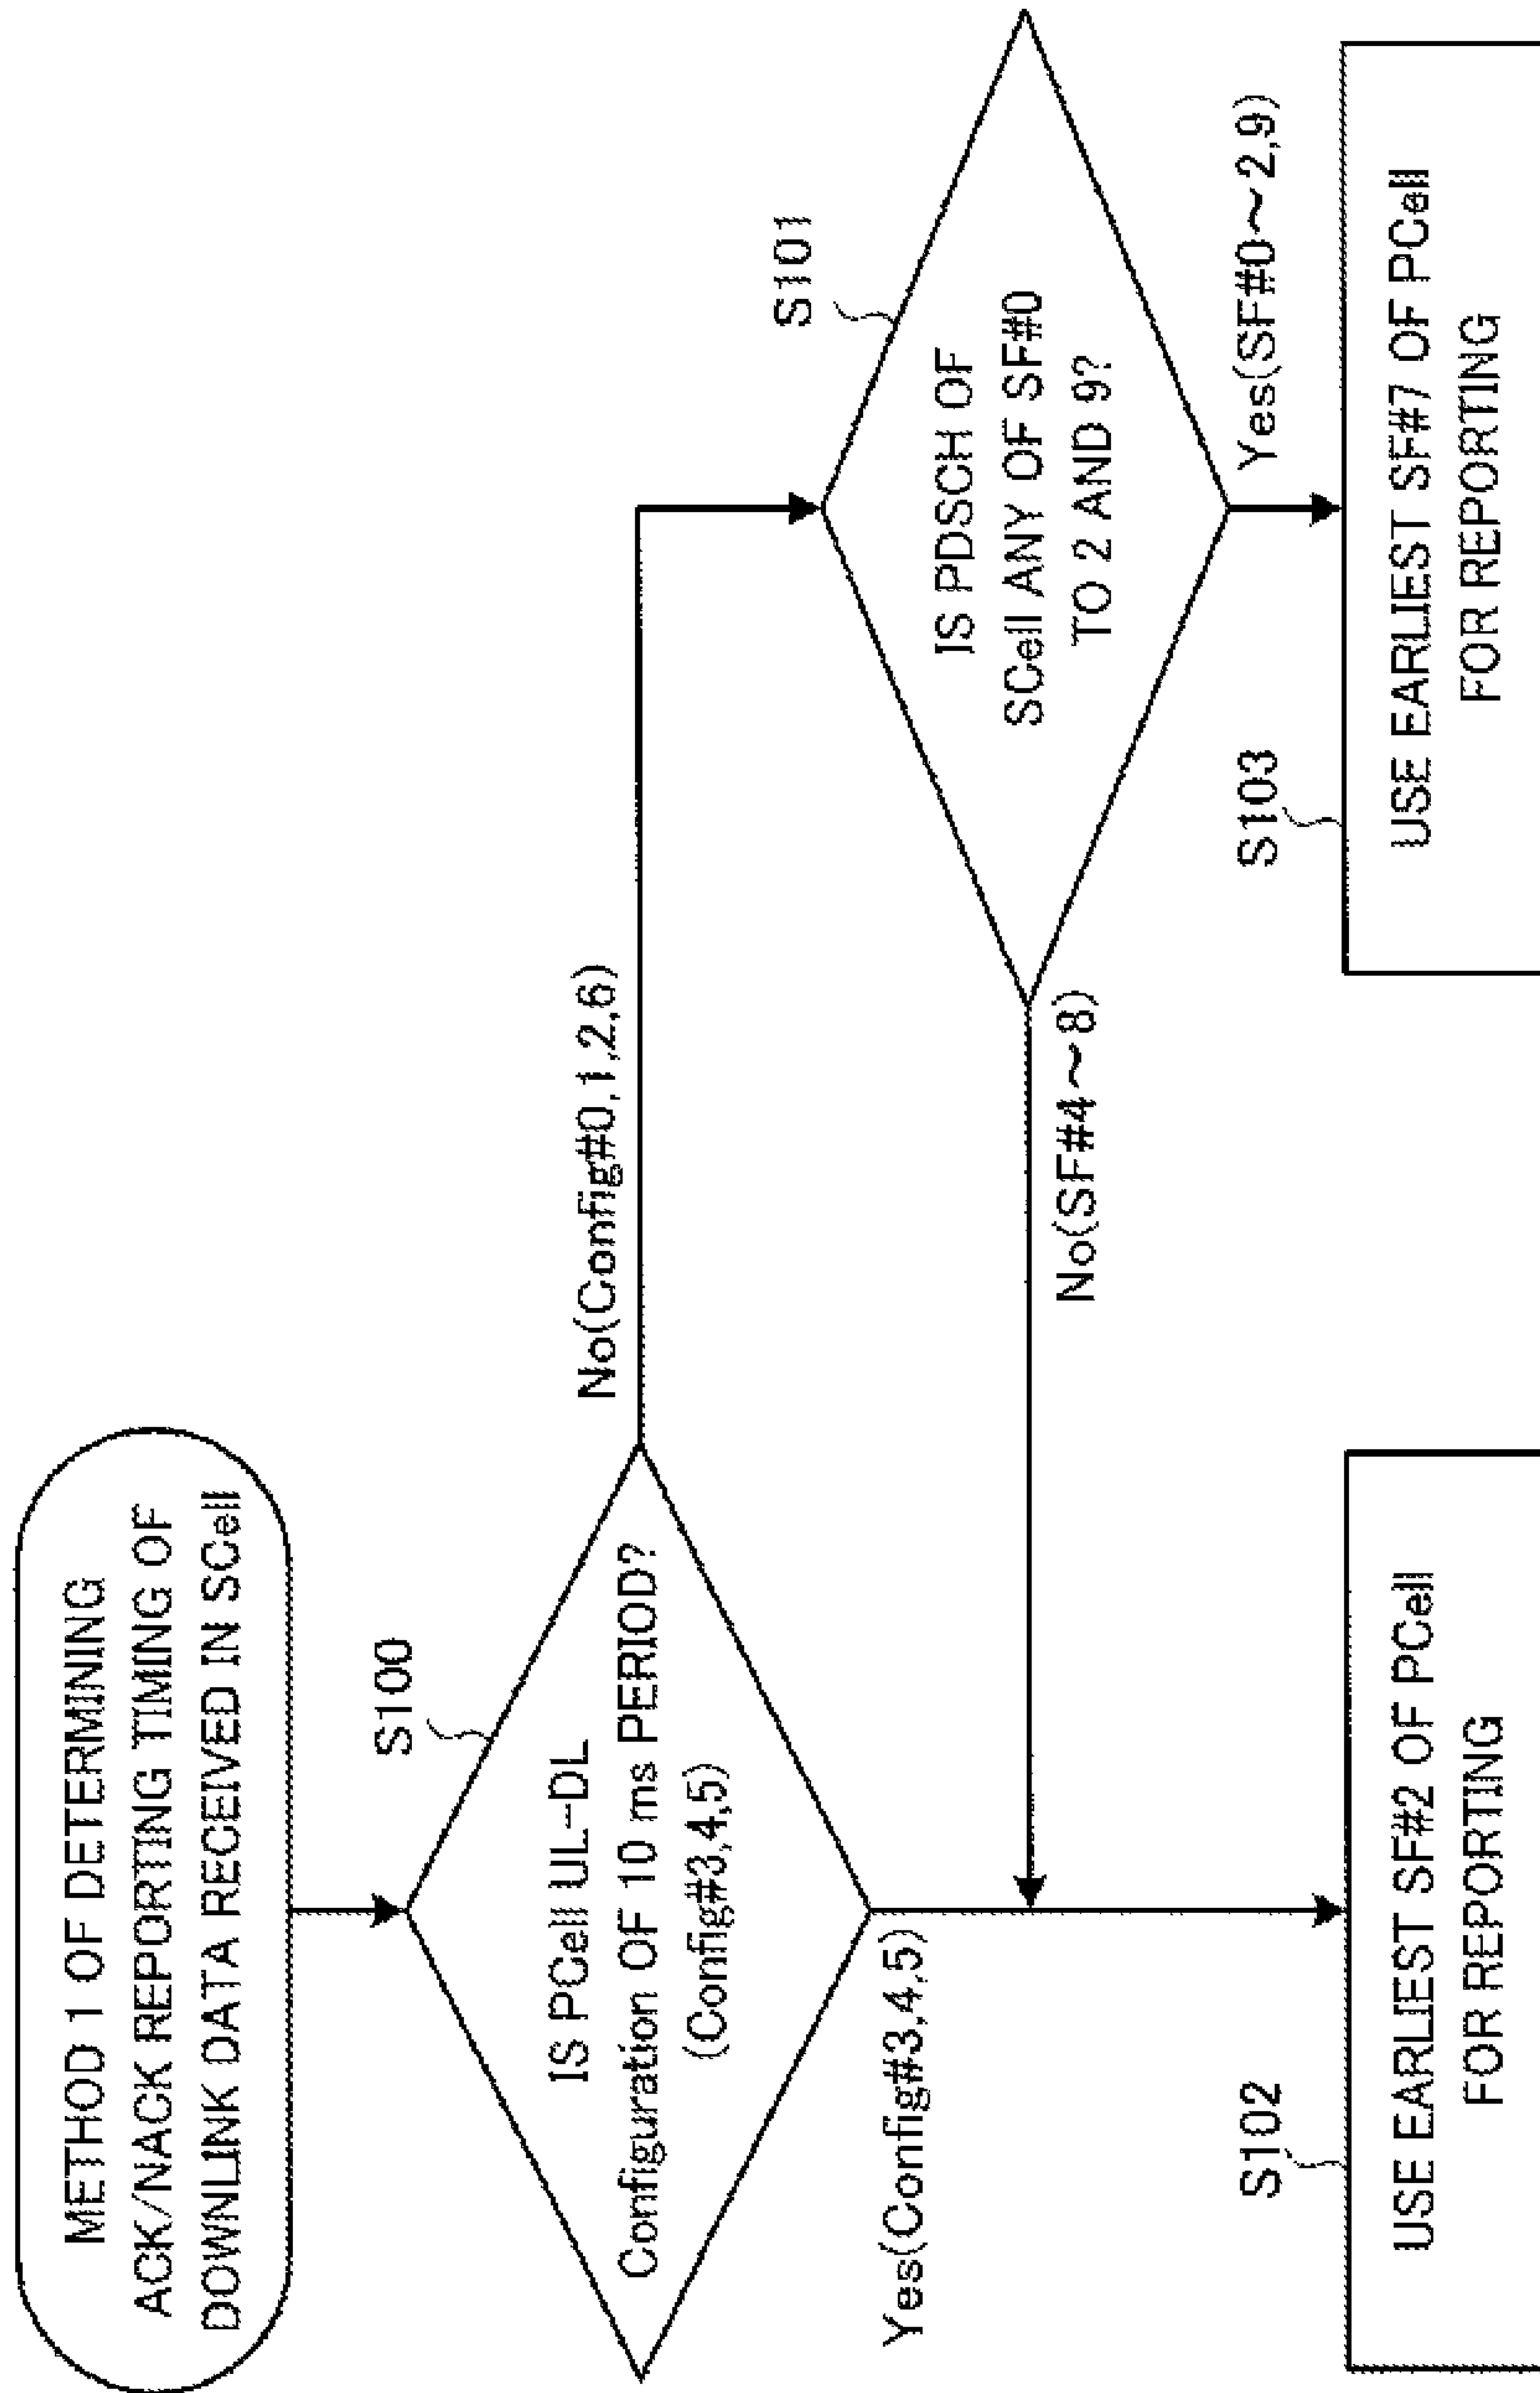 METHOD 1 OF DETERMINING
ACK/NACK REPORTING TIMING OF
DOWNLINK DATA RECEIVED IN SCell
S100
IS PCell UL-DL
Configuration OF 10 ms PERIOD?
(Config#3,4,5)
No(Config#0,1,2,6)
Yes(Config#3,4,5)
S101
IS PDSCH OF
SCell ANY OF SF#0
TO 2 AND 9?
No(SF#4~8)
Yes(SF#0~2,9)
S102
USE EARLIEST SF#2 OF PCell
FOR REPORTING
S103
USE EARLIEST SF#7 OF PCell
FOR REPORTING